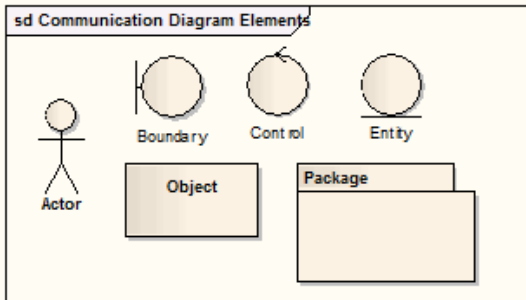 sd Communication Diagram Elements
Boundary
Control
Entity
Actor
Object
Package